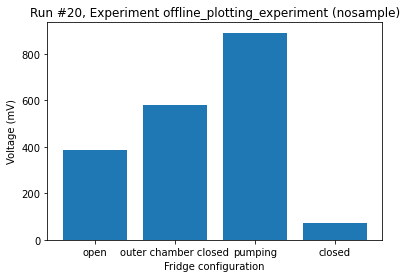 Run #20, Experiment offline_plotting_experiment (nosample)
Voltage (mV)
800
600
400
200
0
open outer chamber closed pumping closed
Fridge configuration